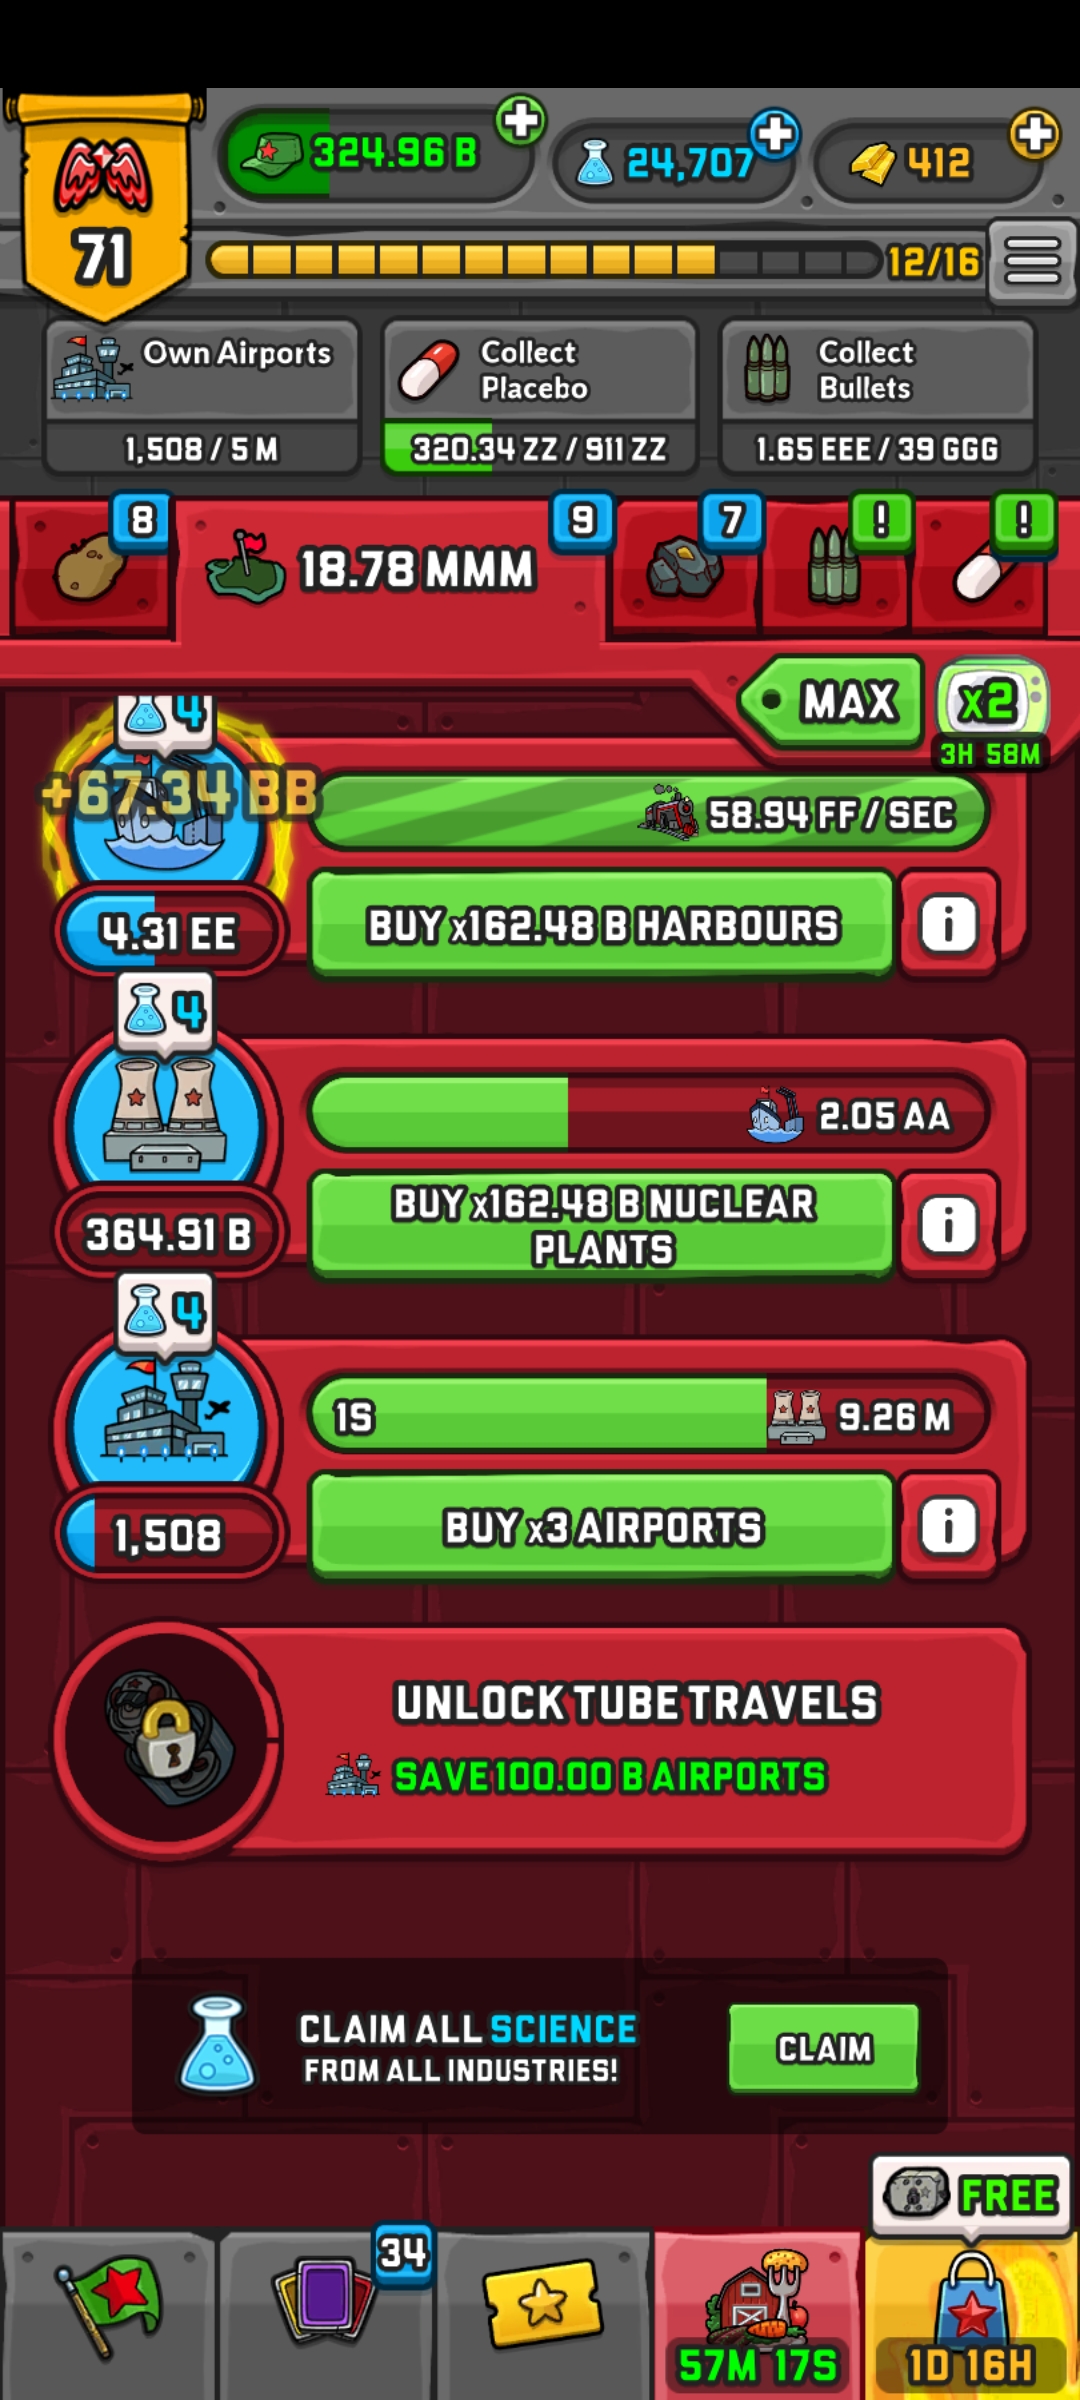 324.96 B
24,707
412
71
12/16
Own Airports
1,508 / 5 M
Collect
Placebo
320.34 ZZ / 911 ZZ
Collect
Bullets
1.65 EEE / 39 GGG
8
18.78 MMM
9
7
!
!
MAX
x2
3H 58M
4
+67.34 BB
58.94 FF / SEC
4.31 EE
BUY x162.48 B HARBOURS
i
4
2.05 AA
364.91 B
BUY x162.48 B NUCLEAR
PLANTS
i
4
1S
9.26 M
1,508
BUY x3 AIRPORTS
i
UNLOCK TUBE TRAVELS
SAVE 100.00 B AIRPORTS
CLAIM ALL SCIENCE
FROM ALL INDUSTRIES!
CLAIM
FREE
34
57M 17S
1D 16H